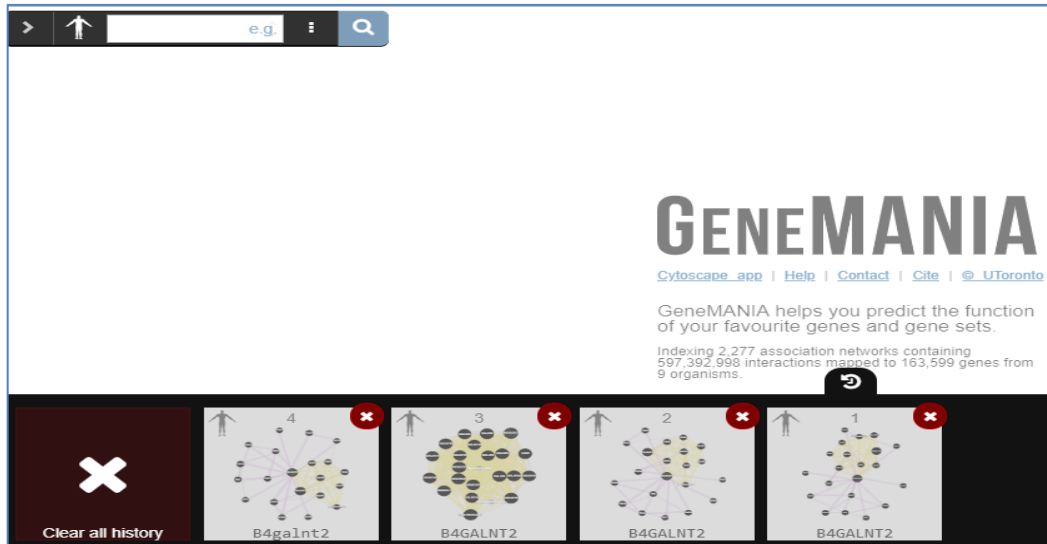 e.g.
GENEMANIA
Cytoscape app | Help | Contact | Cite | © UToronto
GeneMANIA helps you predict the function
of your favourite genes and gene sets.
Indexing 2,277 association networks containing
597,392,998 interactions mapped to 163,599 genes from
9 organisms.
4 3 2 1
Clear all history B4galnt2 B4GALNT2 B4GALNT2 B4GALNT2